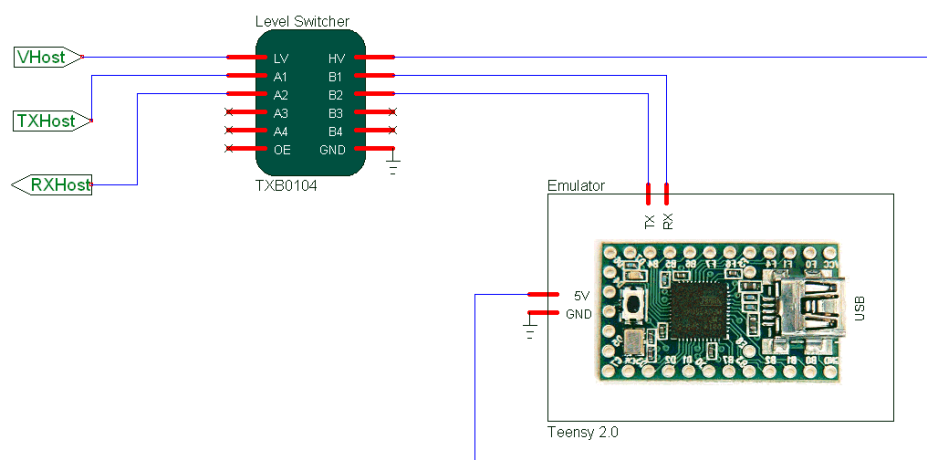 Level Switcher
VHost
LV
HV
A1
B1
A2
B2
TXHost
A3
B3
A4
B4
OE
GND
RXHost
TXB0104
Emulator
TX
RX
5V
GND
USB
Teensy 2.0